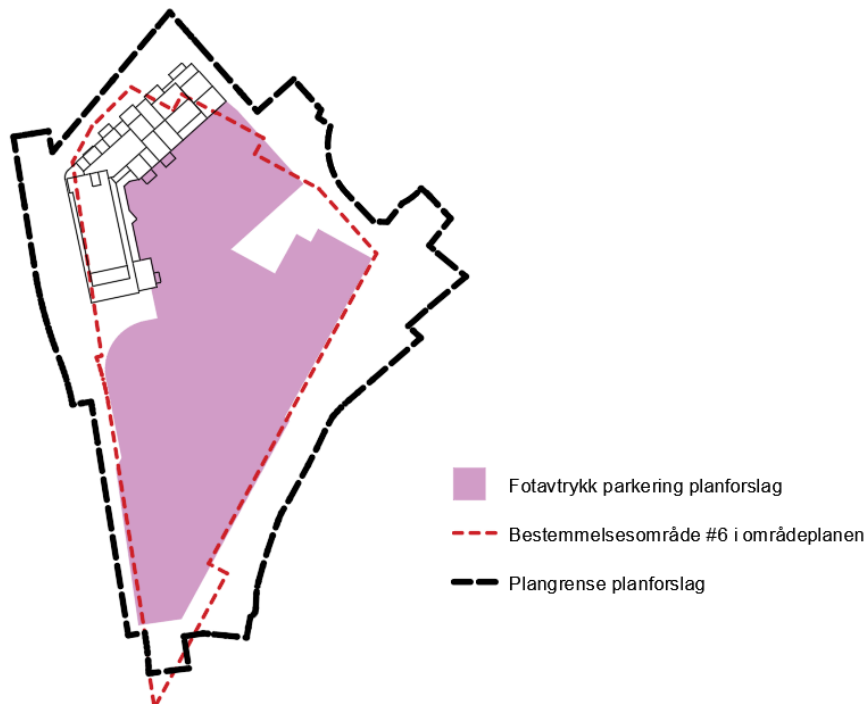 Fotavtrykk parkering planforslag
Bestemmelsesområde #6 i områdeplanen
Plangrense planforslag